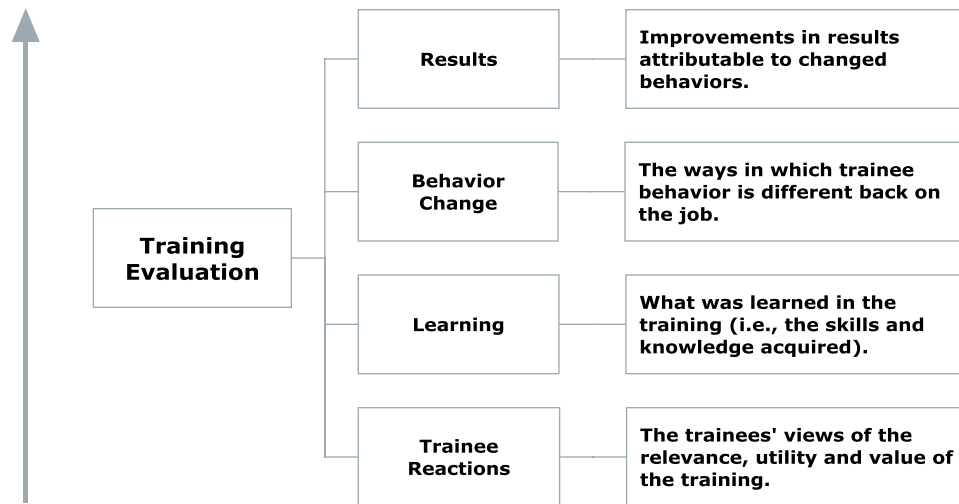 Results
Improvements in results
attributable to changed
behaviors.
Behavior
Change
The ways in which trainee
behavior is different back on
the job.
Training
Evaluation
Learning
What was learned in the
training (i.e., the skills and
knowledge acquired).
Trainee
Reactions
The trainees' views of the
relevance, utility and value of
the training.